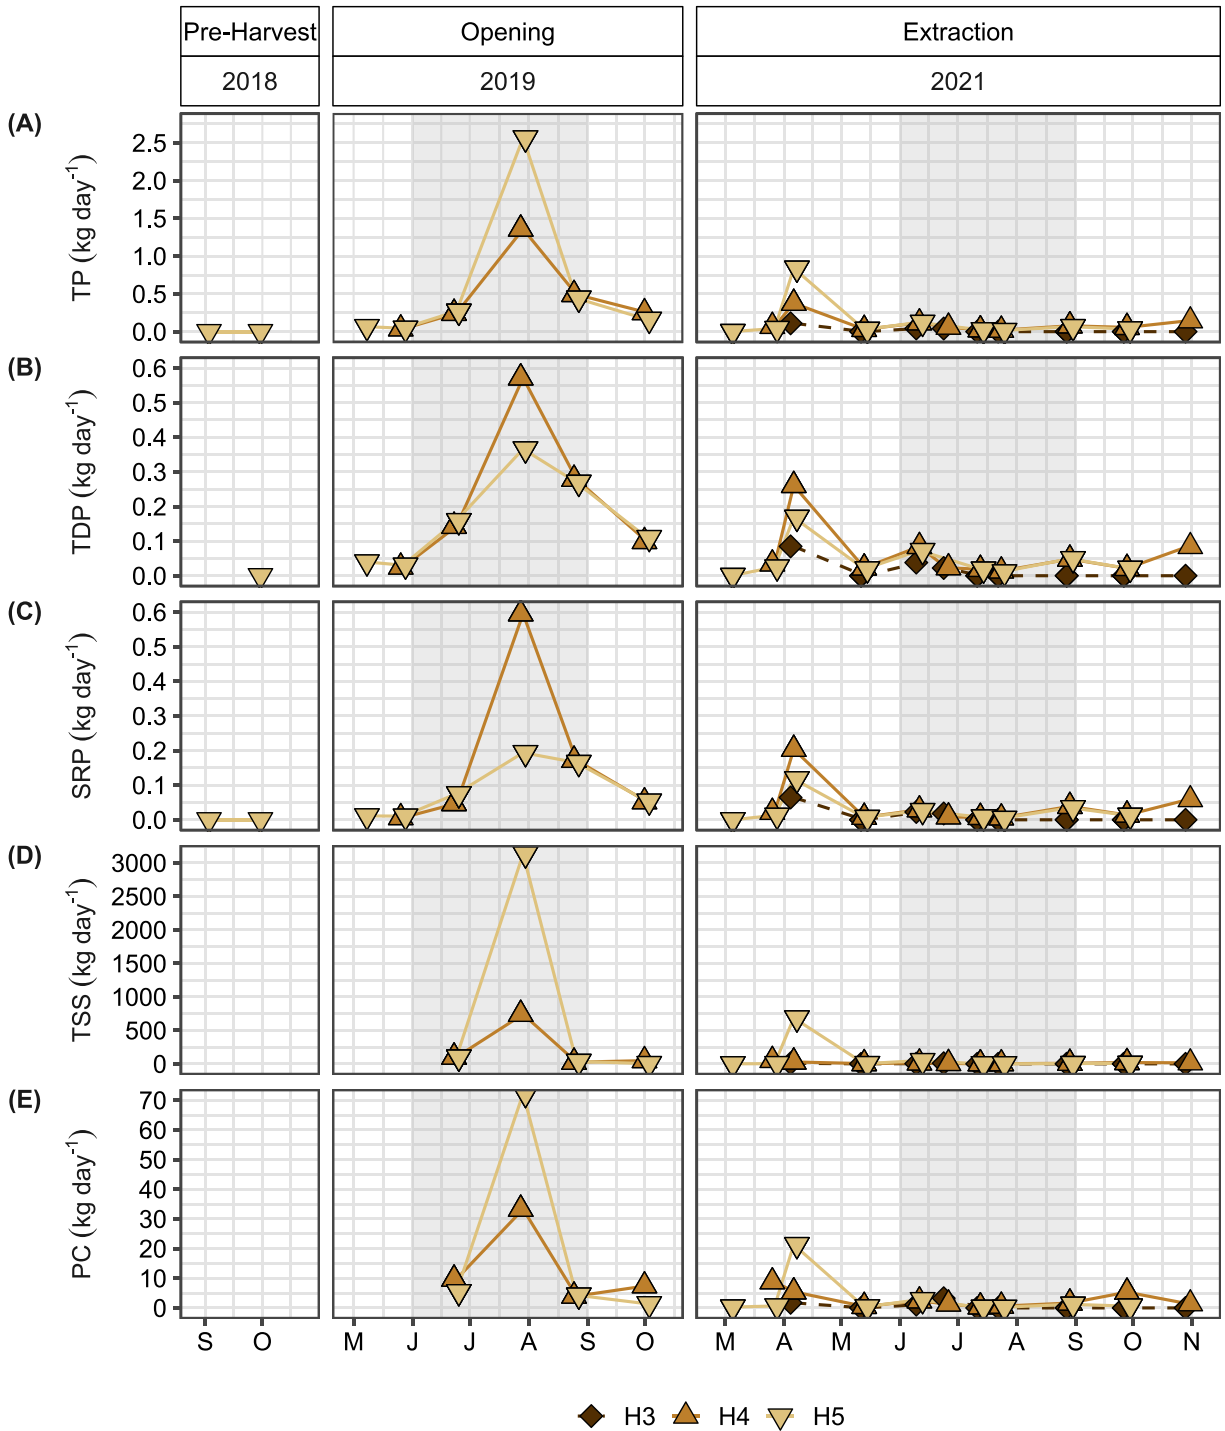 Pre-Harvest Opening Extraction
2018 2019 2021
(A)
TP (kg day⁻¹)
2.5
2.0
1.5
1.0
0.5
0.0
(B)
TDP (kg day⁻¹)
0.6
0.5
0.4
0.3
0.2
0.1
0.0
(C)
SRP (kg day⁻¹)
0.6
0.5
0.4
0.3
0.2
0.1
0.0
(D)
TSS (kg day⁻¹)
3000
2500
2000
1500
1000
500
0
(E)
PC (kg day⁻¹)
70
60
50
40
30
20
10
0
S O M J J A S O M A M J J A S O N
H3 H4 H5